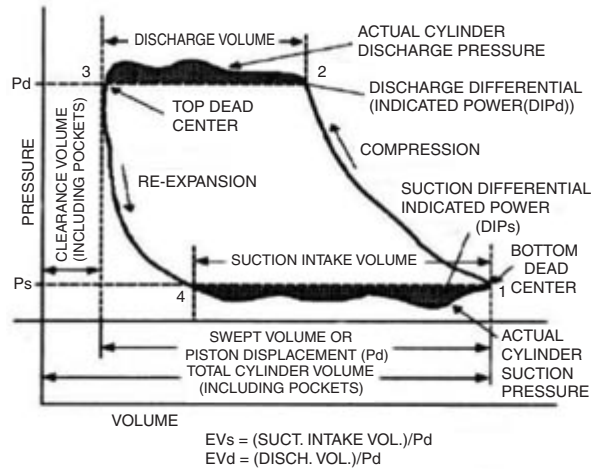 DISCHARGE VOLUME
ACTUAL CYLINDER
DISCHARGE PRESSURE
3
2
Pd
DISCHARGE DIFFERENTIAL
(INDICATED POWER(DIPd))
TOP DEAD
CENTER
COMPRESSION
PRESSURE
CLEARANCE VOLUME
(INCLUDING POCKETS)
RE-EXPANSION
SUCTION DIFFERENTIAL
INDICATED POWER
(DIPs)
SUCTION INTAKE VOLUME
BOTTOM
DEAD
CENTER
Ps
4
1
SWEPT VOLUME OR
PISTON DISPLACEMENT (Pd)
TOTAL CYLINDER VOLUME
(INCLUDING POCKETS)
ACTUAL
CYLINDER
SUCTION
PRESSURE
VOLUME
EVs = (SUCT. INTAKE VOL.)/Pd
EVd = (DISCH. VOL.)/Pd